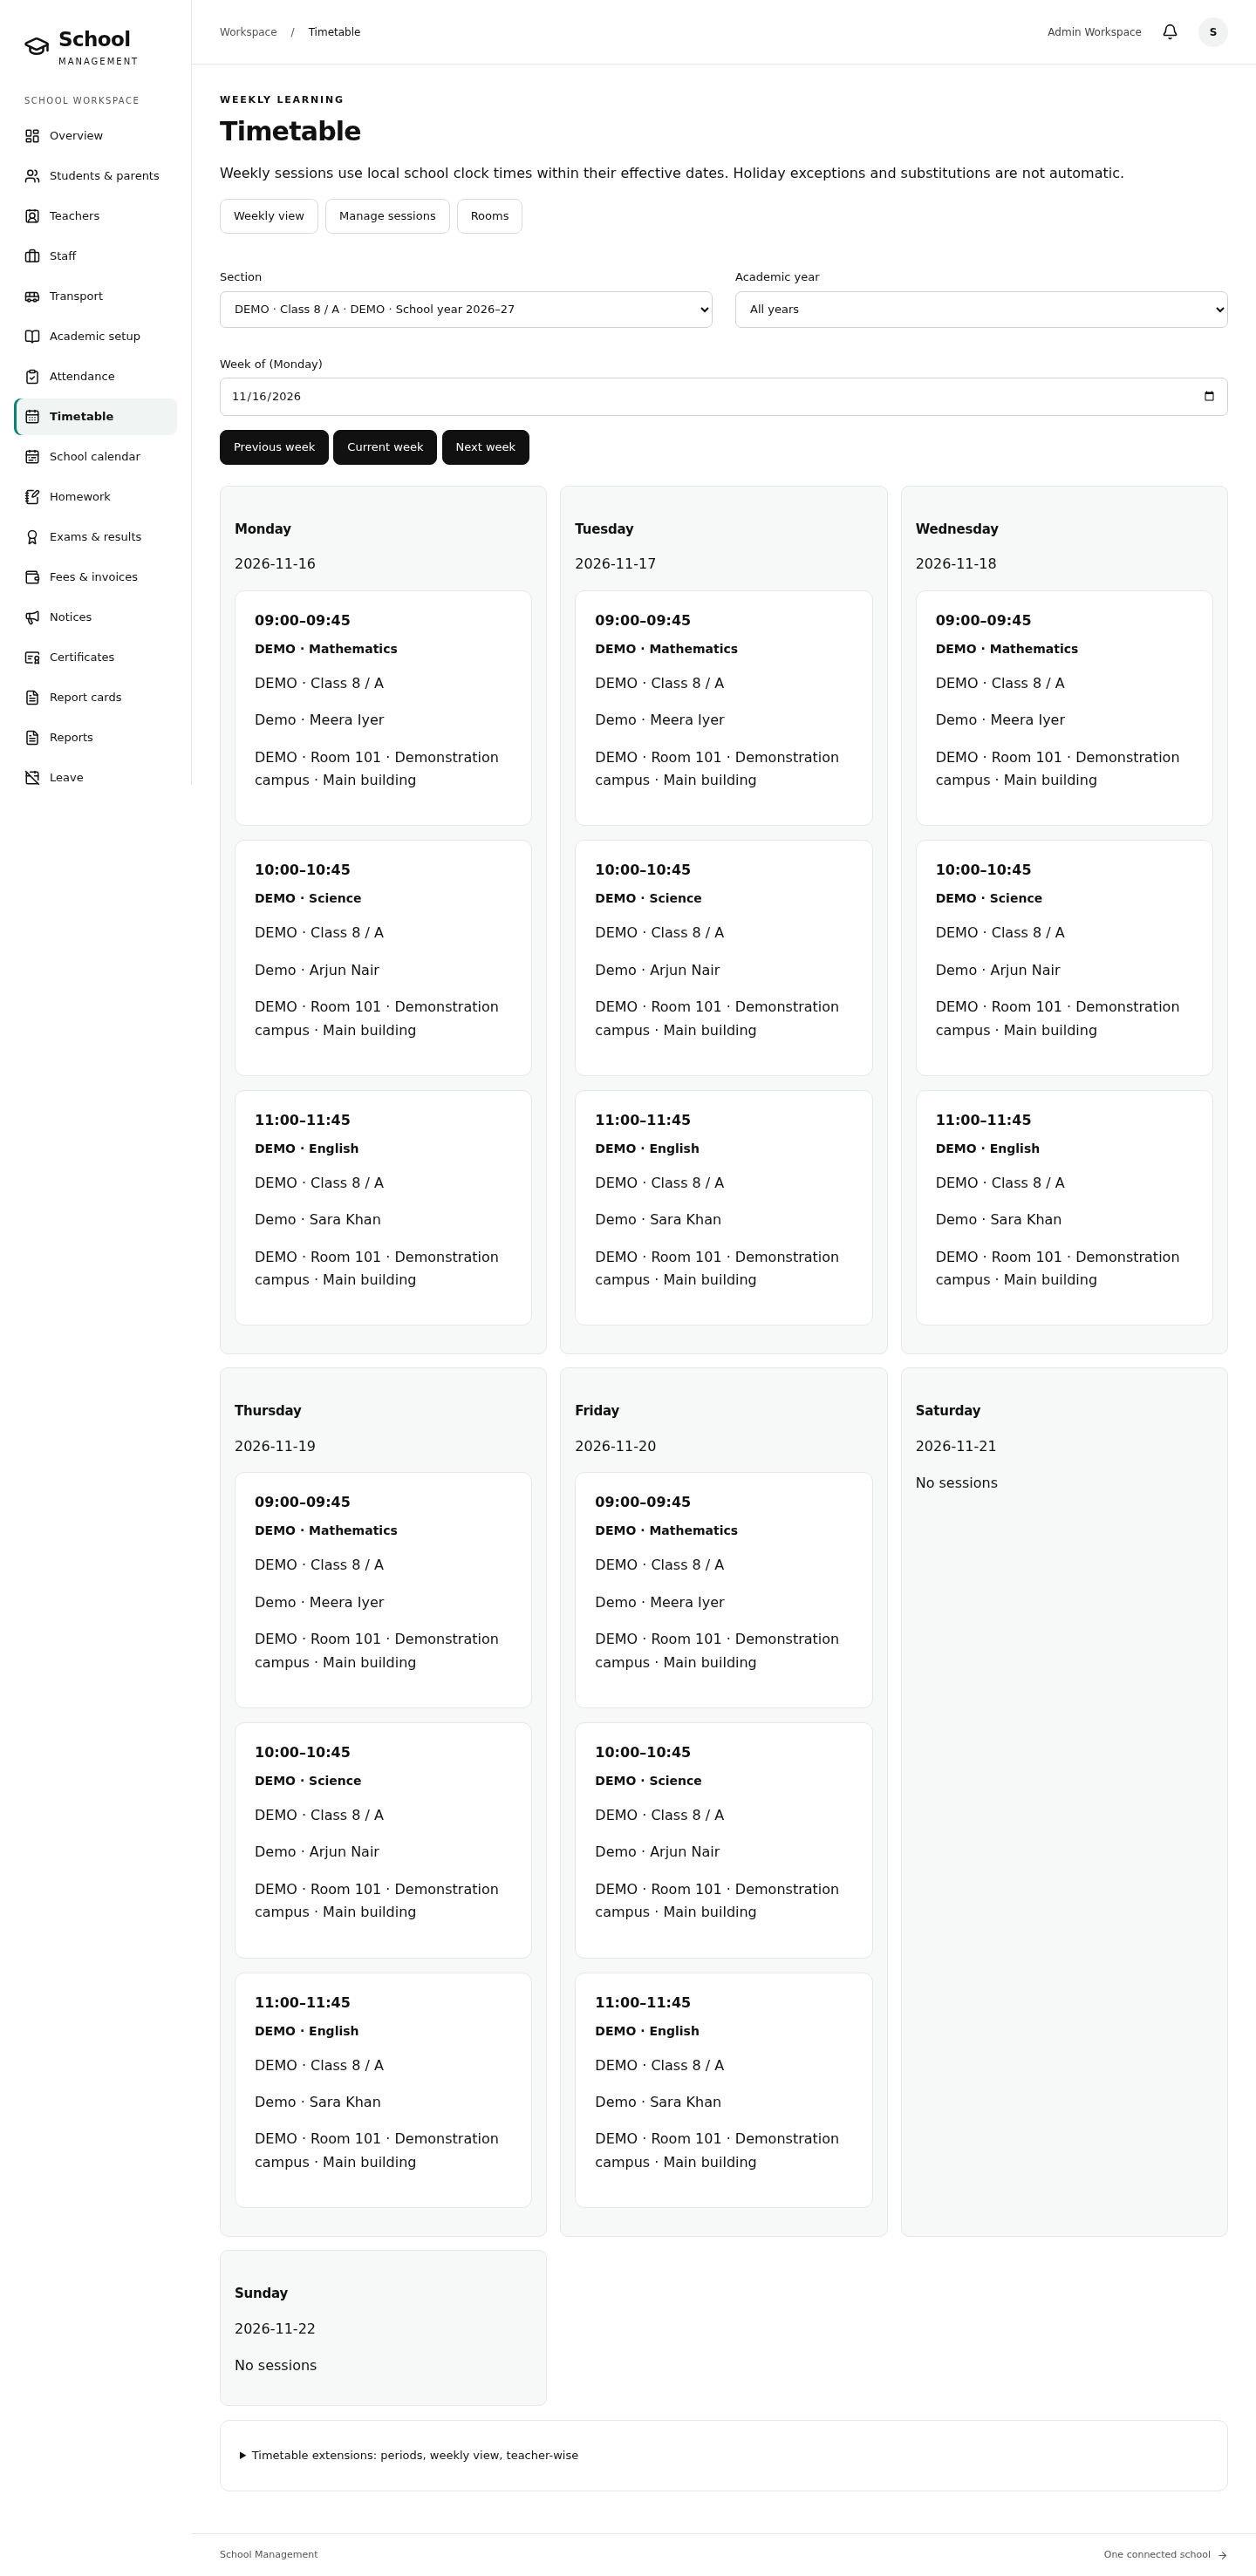 School
MANAGEMENT
SCHOOL WORKSPACE
Overview
Students & parents
Teachers
Staff
Transport
Academic setup
Attendance
Timetable
School calendar
Homework
Exams & results
Fees & invoices
Notices
Certificates
Report cards
Reports
Leave
Workspace / Timetable
Admin Workspace
S
WEEKLY LEARNING
Timetable
Weekly sessions use local school clock times within their effective dates. Holiday exceptions and substitutions are not automatic.
Weekly view
Manage sessions
Rooms
Section
DEMO · Class 8 / A · DEMO · School year 2026–27
Academic year
All years
Week of (Monday)
11/16/2026
Previous week
Current week
Next week
Monday
2026-11-16
09:00–09:45
DEMO · Mathematics
DEMO · Class 8 / A
Demo · Meera Iyer
DEMO · Room 101 · Demonstration
campus · Main building
10:00–10:45
DEMO · Science
DEMO · Class 8 / A
Demo · Arjun Nair
DEMO · Room 101 · Demonstration
campus · Main building
11:00–11:45
DEMO · English
DEMO · Class 8 / A
Demo · Sara Khan
DEMO · Room 101 · Demonstration
campus · Main building
Tuesday
2026-11-17
09:00–09:45
DEMO · Mathematics
DEMO · Class 8 / A
Demo · Meera Iyer
DEMO · Room 101 · Demonstration
campus · Main building
10:00–10:45
DEMO · Science
DEMO · Class 8 / A
Demo · Arjun Nair
DEMO · Room 101 · Demonstration
campus · Main building
11:00–11:45
DEMO · English
DEMO · Class 8 / A
Demo · Sara Khan
DEMO · Room 101 · Demonstration
campus · Main building
Wednesday
2026-11-18
09:00–09:45
DEMO · Mathematics
DEMO · Class 8 / A
Demo · Meera Iyer
DEMO · Room 101 · Demonstration
campus · Main building
10:00–10:45
DEMO · Science
DEMO · Class 8 / A
Demo · Arjun Nair
DEMO · Room 101 · Demonstration
campus · Main building
11:00–11:45
DEMO · English
DEMO · Class 8 / A
Demo · Sara Khan
DEMO · Room 101 · Demonstration
campus · Main building
Thursday
2026-11-19
09:00–09:45
DEMO · Mathematics
DEMO · Class 8 / A
Demo · Meera Iyer
DEMO · Room 101 · Demonstration
campus · Main building
10:00–10:45
DEMO · Science
DEMO · Class 8 / A
Demo · Arjun Nair
DEMO · Room 101 · Demonstration
campus · Main building
11:00–11:45
DEMO · English
DEMO · Class 8 / A
Demo · Sara Khan
DEMO · Room 101 · Demonstration
campus · Main building
Friday
2026-11-20
09:00–09:45
DEMO · Mathematics
DEMO · Class 8 / A
Demo · Meera Iyer
DEMO · Room 101 · Demonstration
campus · Main building
10:00–10:45
DEMO · Science
DEMO · Class 8 / A
Demo · Arjun Nair
DEMO · Room 101 · Demonstration
campus · Main building
11:00–11:45
DEMO · English
DEMO · Class 8 / A
Demo · Sara Khan
DEMO · Room 101 · Demonstration
campus · Main building
Saturday
2026-11-21
No sessions
Sunday
2026-11-22
No sessions
Timetable extensions: periods, weekly view, teacher-wise
School Management
One connected school